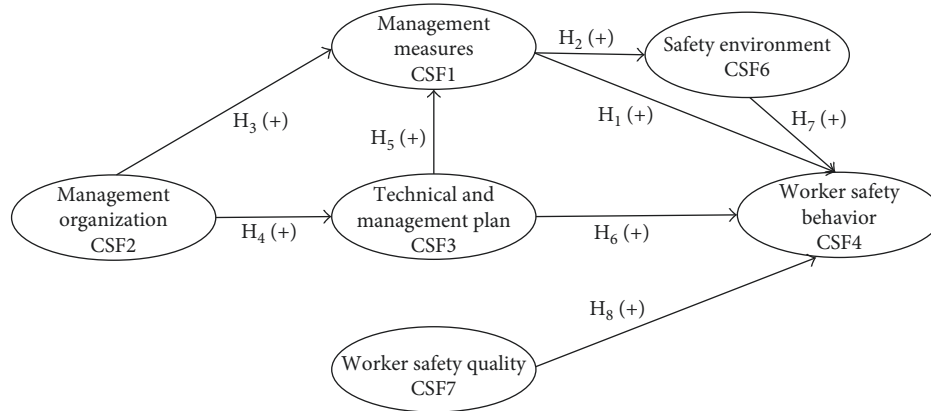 Management
measures
CSF1
H₂ (+)
Safety environment
CSF6
H₃ (+)
H₅ (+)
H₁ (+)
H₇ (+)
Management
organization
CSF2
H₄ (+)
Technical and
management plan
CSF3
H₆ (+)
Worker safety
behavior
CSF4
H₈ (+)
Worker safety quality
CSF7